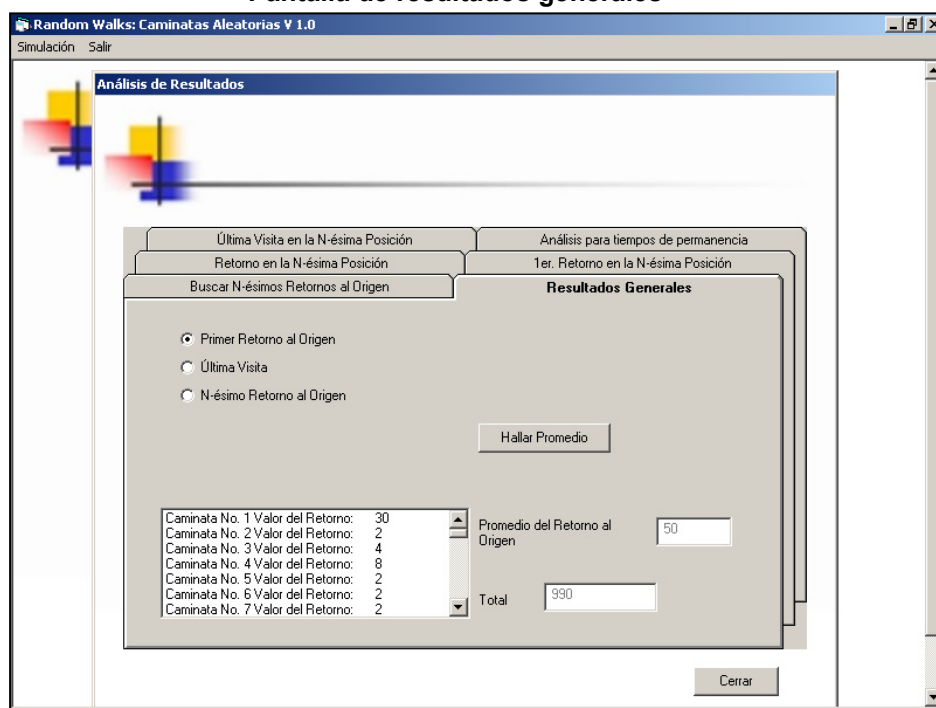 Pantalla de resultados generales
Random Walks: Caminatas Aleatorias V 1.0
Simulación Salir
Análisis de Resultados
Última Visita en la N-ésima Posición Análisis para tiempos de permanencia
Retorno en la N-ésima Posición 1er. Retorno en la N-ésima Posición
Buscar N-ésimos Retornos al Origen Resultados Generales
Primer Retorno al Origen
Última Visita
N-ésimo Retorno al Origen
Hallar Promedio
Caminata No. 1 Valor del Retorno: 30
Caminata No. 2 Valor del Retorno: 2
Caminata No. 3 Valor del Retorno: 4
Caminata No. 4 Valor del Retorno: 8
Caminata No. 5 Valor del Retorno: 2
Caminata No. 6 Valor del Retorno: 2
Caminata No. 7 Valor del Retorno: 2
Promedio del Retorno al
Origen
50
Total 990
Cerrar